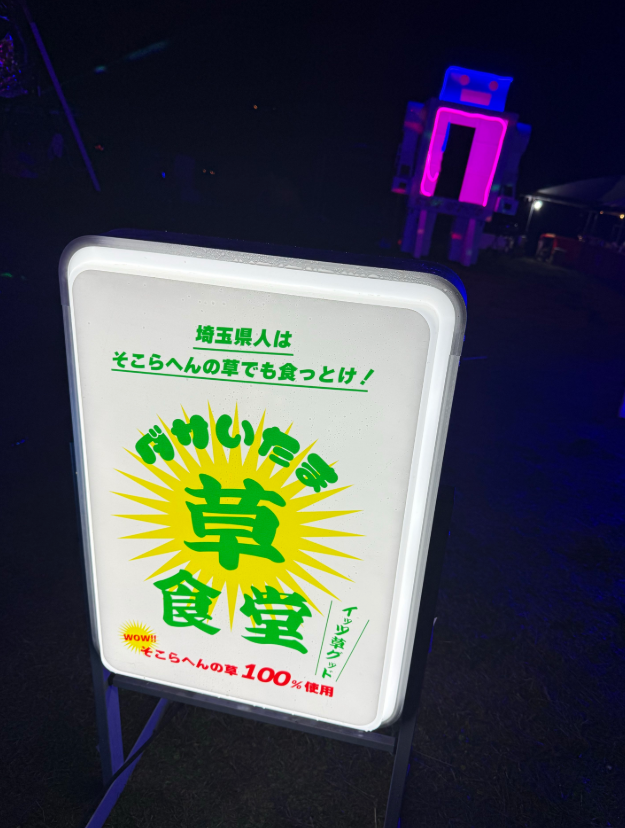 埼玉県人は
そこらへんの草でも食っとけ！
ダサいたま
草
食堂
イッツ草グッド
WOW!!
そこらへんの草100%使用